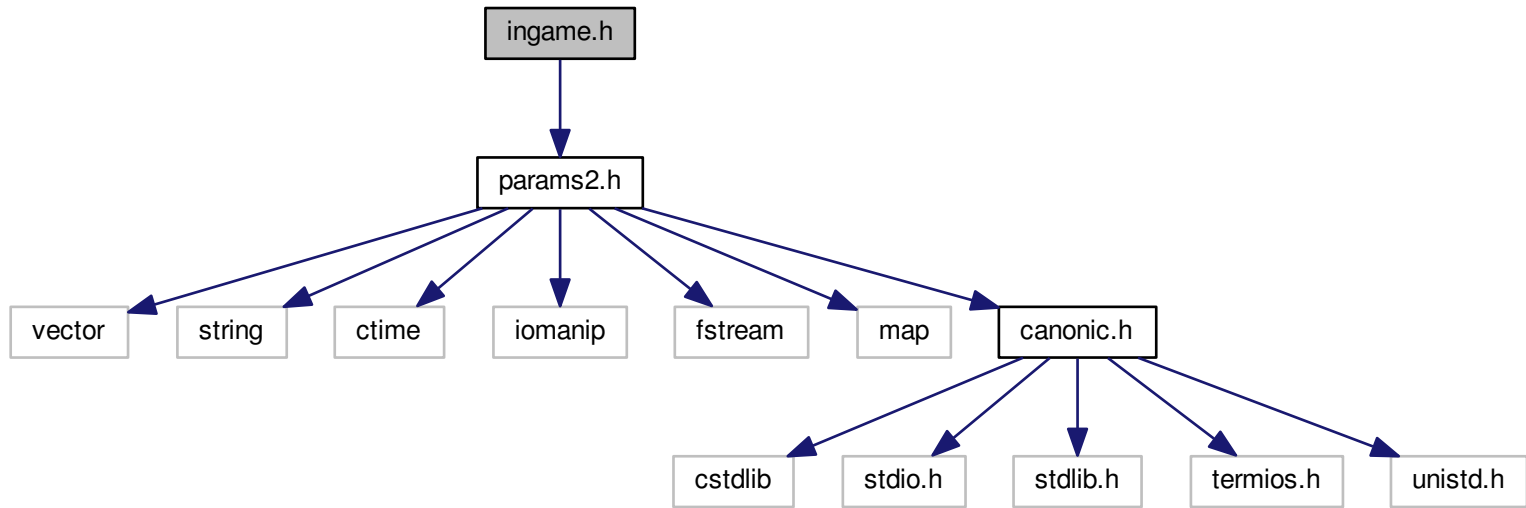 ingame.h
params2.h
vector
string
ctime
iomanip
fstream
map
canonic.h
cstdlib
stdio.h
stdlib.h
termios.h
unistd.h